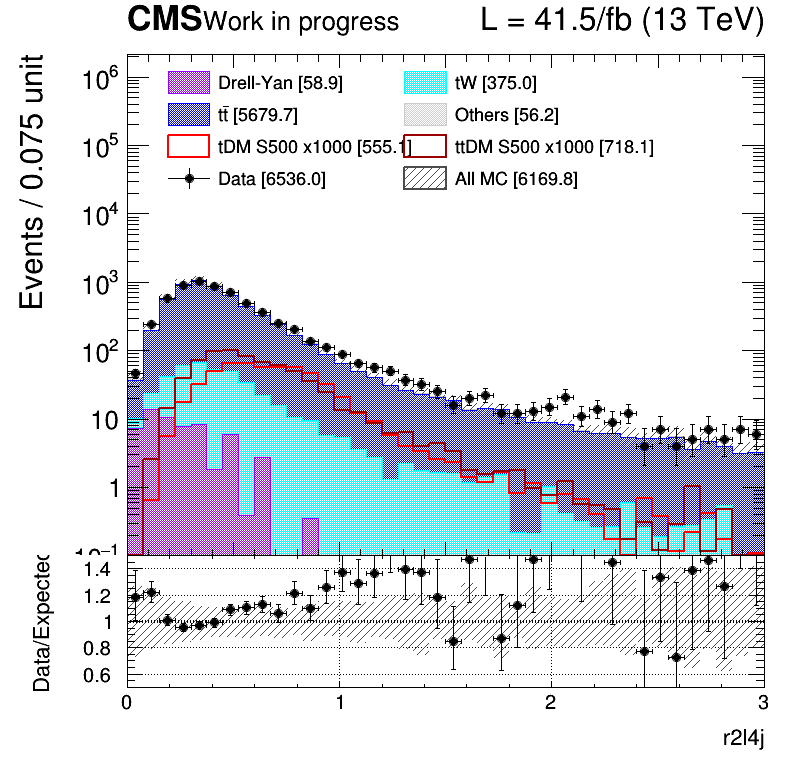 CMS Work in progress L = 41.5/fb (13 TeV)
Events / 0.075 unit
10⁶
10⁵
10⁴
10³
10²
10
1
10⁻¹
Drell-Yan [58.9] tW [375.0]
tt̄ [5679.7] Others [56.2]
tDM S500 x1000 [555.1] ttDM S500 x1000 [718.1]
Data [6536.0] All MC [6169.8]
Data/Expected
1.4
1.2
1
0.8
0.6
0 1 2 3
r2l4j